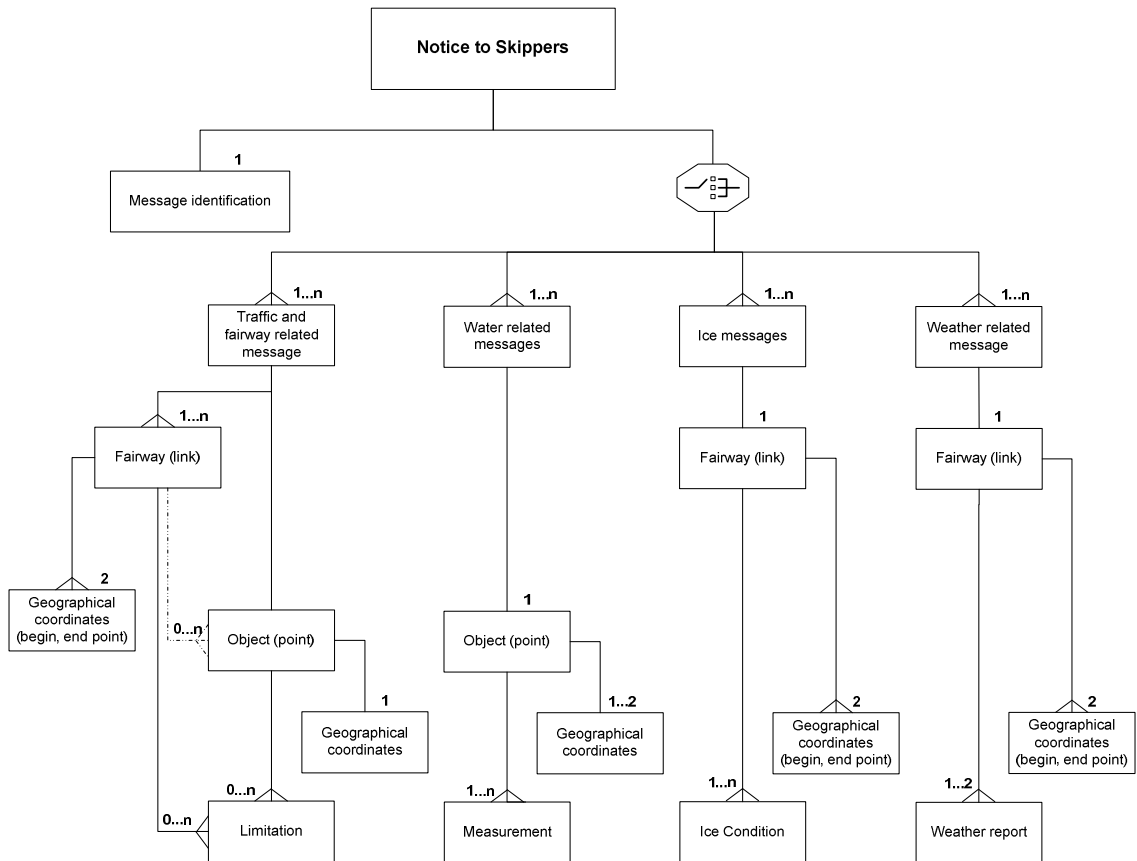 Notice to Skippers
1
Message identification
1...n
1...n
1...n
1...n
Traffic and
fairway related
message
Water related
messages
Ice messages
Weather related
message
1...n
Fairway (link)
1
Fairway (link)
1
Fairway (link)
2
Geographical
coordinates
(begin, end point)
0...n
Object (point)
1
Object (point)
1
Geographical
coordinates
1...2
Geographical
coordinates
2
Geographical
coordinates
(begin, end point)
2
Geographical
coordinates
(begin, end point)
0...n
0...n
Limitation
1...n
Measurement
1...n
Ice Condition
1...2
Weather report